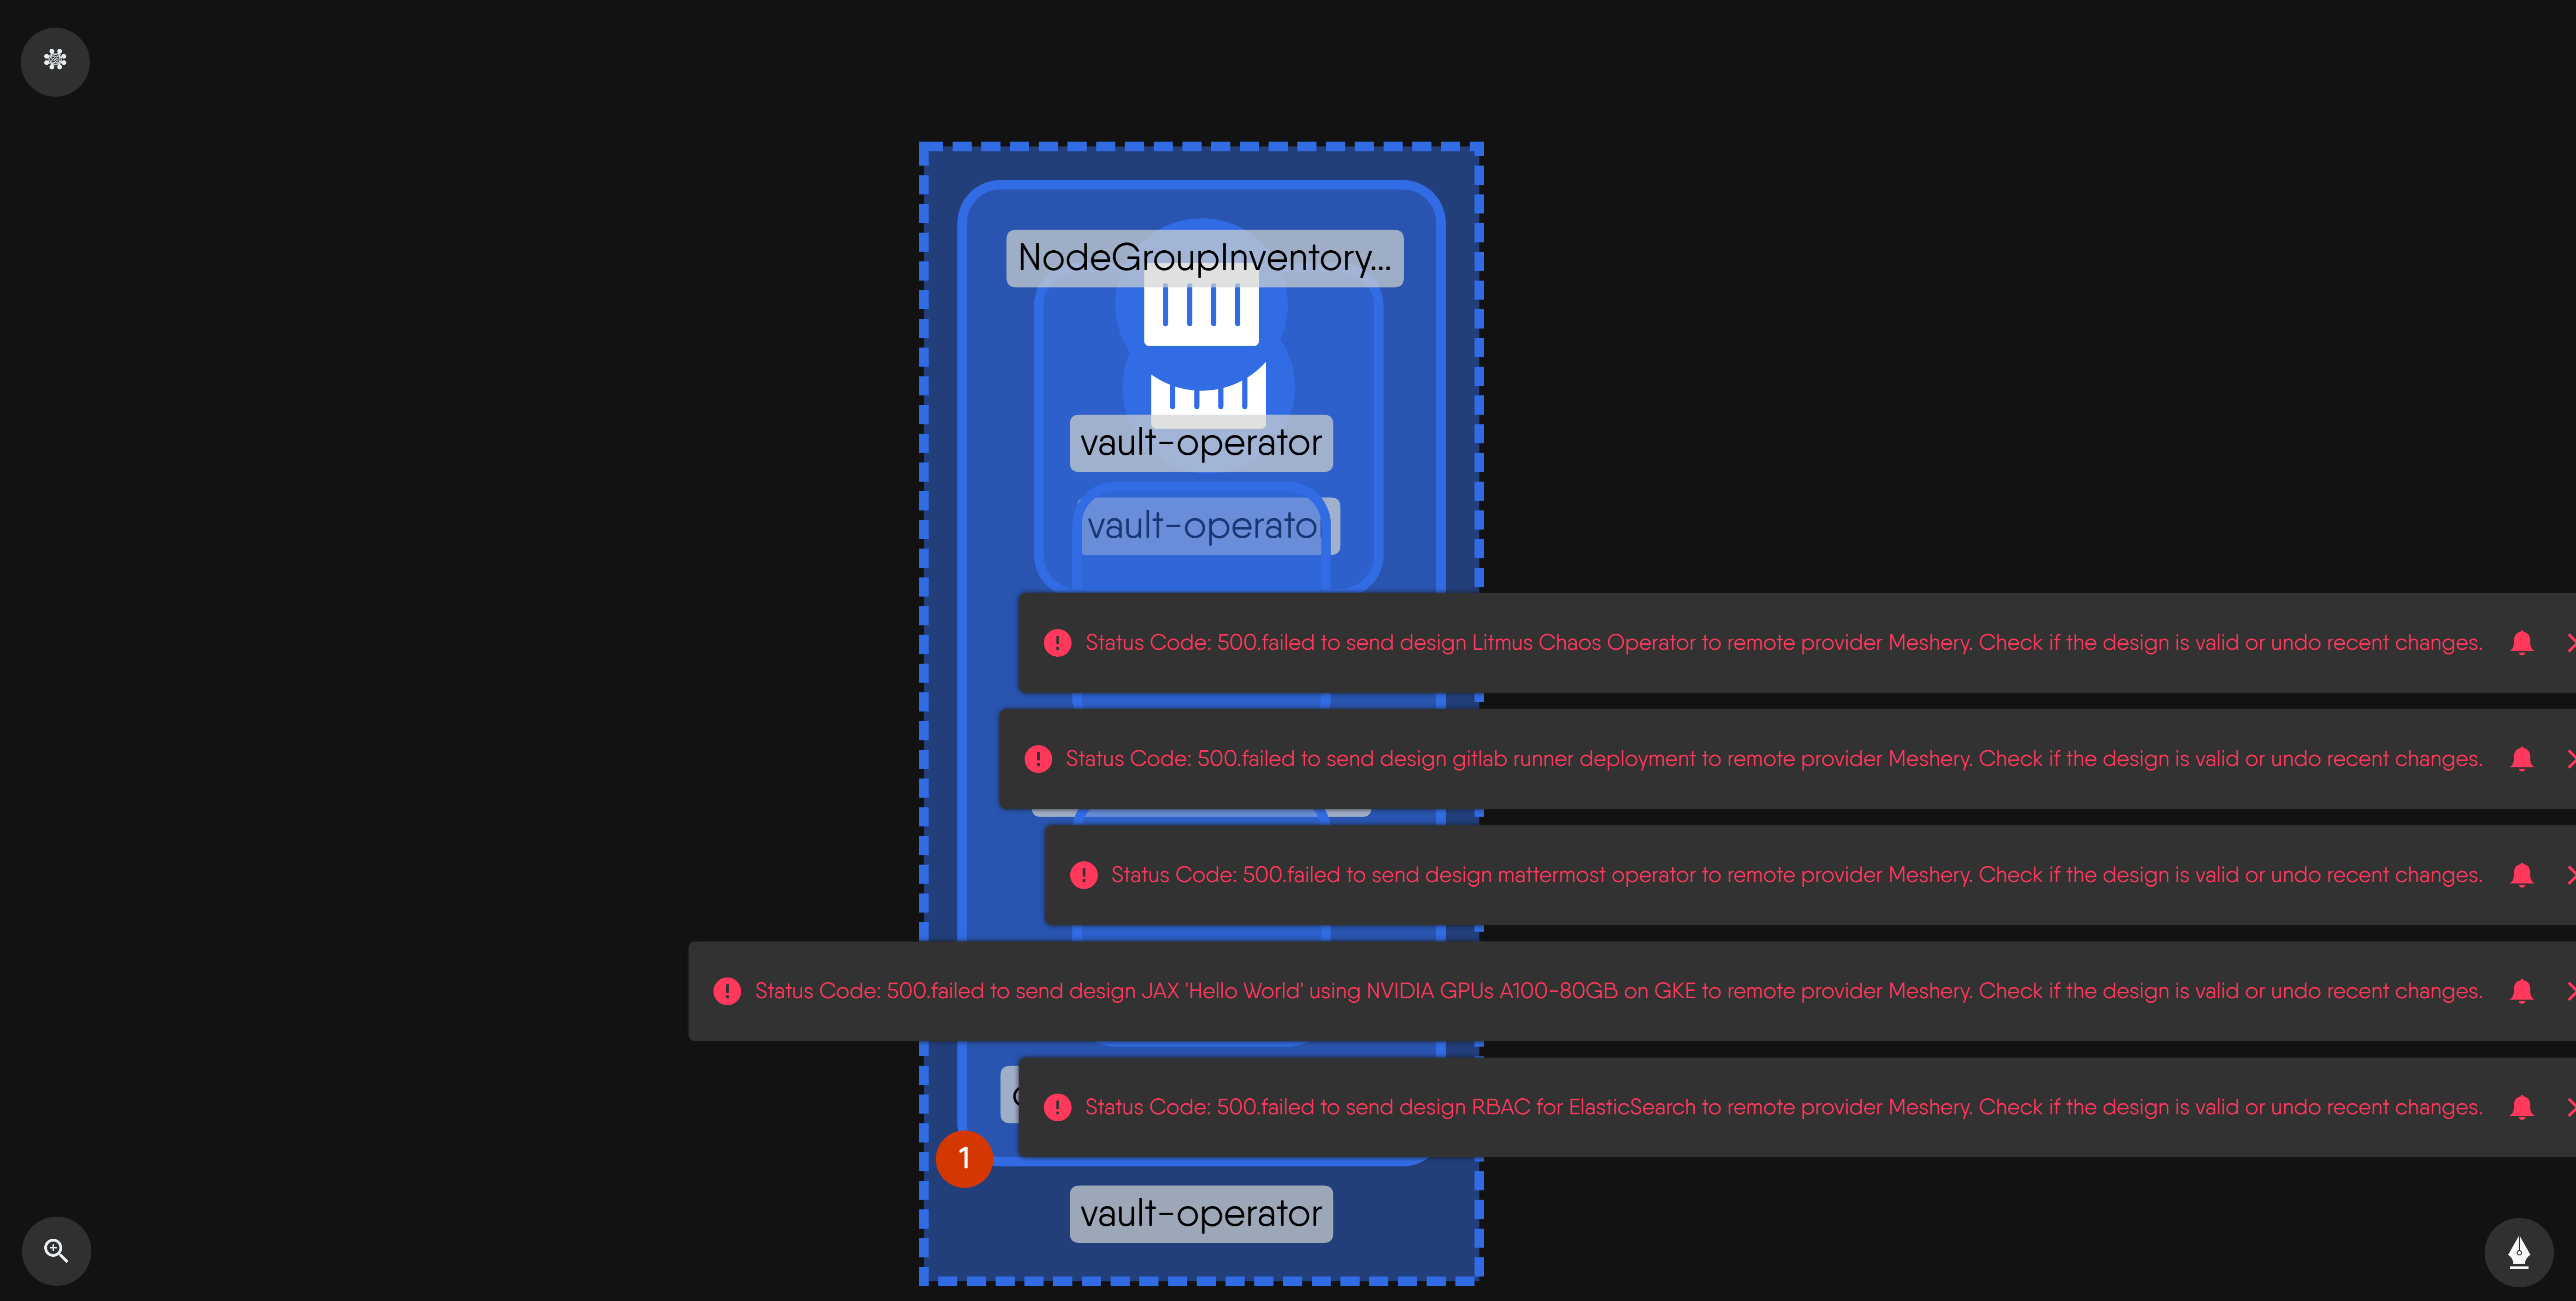 NodeGroupInventory...
vault-operator
vault-operator
Status Code: 500.failed to send design Litmus Chaos Operator to remote provider Meshery. Check if the design is valid or undo recent changes.
Status Code: 500.failed to send design gitlab runner deployment to remote provider Meshery. Check if the design is valid or undo recent changes.
Status Code: 500.failed to send design mattermost operator to remote provider Meshery. Check if the design is valid or undo recent changes.
Status Code: 500.failed to send design JAX 'Hello World' using NVIDIA GPUs A100-80GB on GKE to remote provider Meshery. Check if the design is valid or undo recent changes.
Status Code: 500.failed to send design RBAC for ElasticSearch to remote provider Meshery. Check if the design is valid or undo recent changes.
1
vault-operator